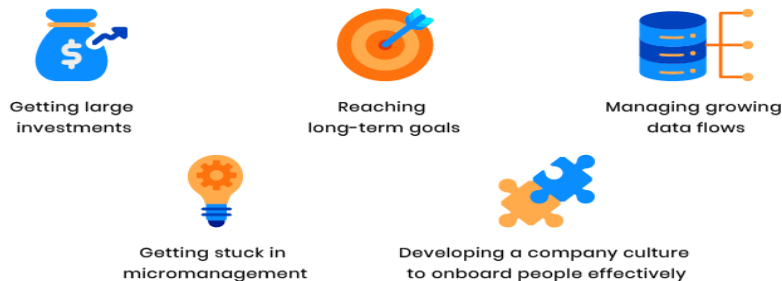 $
Getting large
investments
Reaching
long-term goals
Managing growing
data flows
Getting stuck in
micromanagement
Developing a company culture
to onboard people effectively